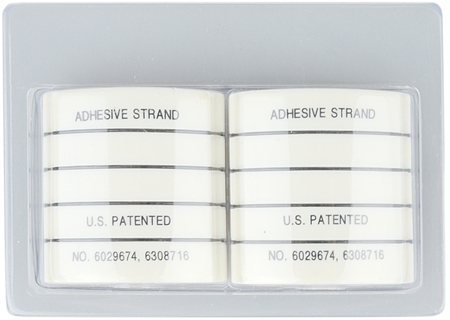 ADHESIVE STRAND
U.S. PATENTED
NO. 6029674, 6308716
ADHESIVE STRAND
U.S. PATENTED
NO. 6029674, 6308716